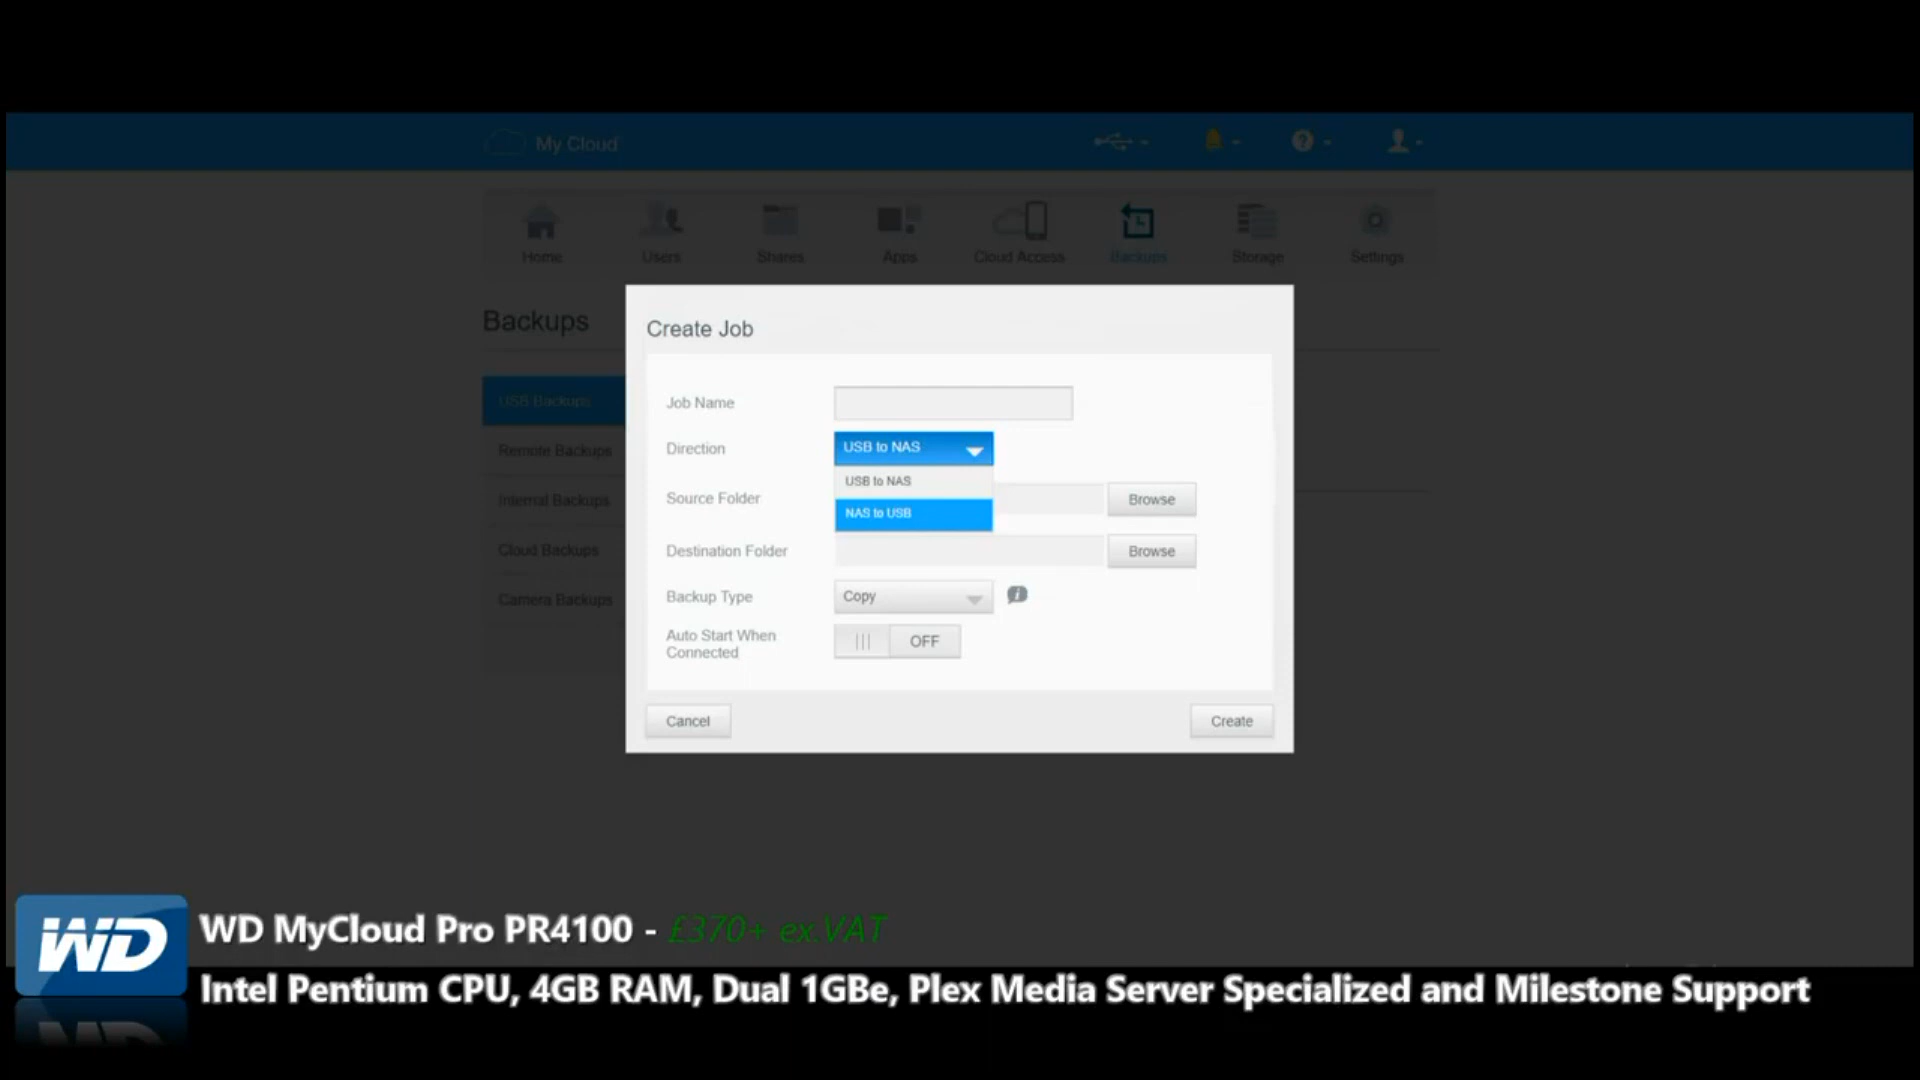 My Cloud
Home Users Shares Apps Cloud Access Backups Storage Settings
Backups
USB Backups
Remote Backups
Internal Backups
Cloud Backups
Camera Backups
Create Job
Job Name
Direction USB to NAS
USB to NAS
NAS to USB
Source Folder Browse
Destination Folder Browse
Backup Type Copy
Auto Start When
Connected
OFF
Cancel Create
WD
WD MyCloud Pro PR4100 - £370+ ex.VAT
Intel Pentium CPU, 4GB RAM, Dual 1GBe, Plex Media Server Specialized and Milestone Support